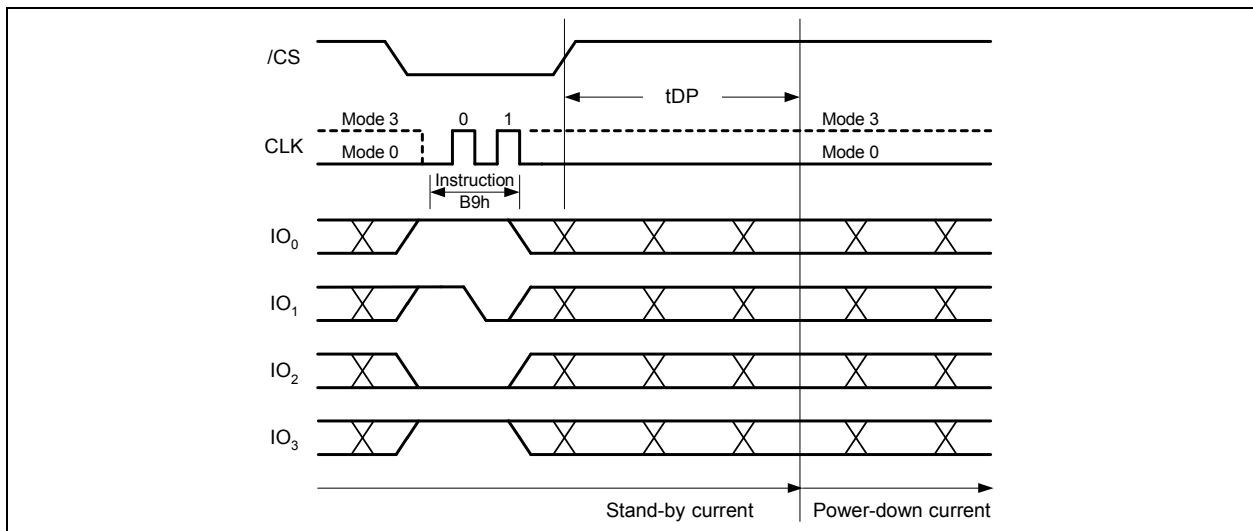 /CS
tDP
Mode 3 0 1 Mode 3
CLK
Mode 0 Mode 0
Instruction
B9h
IO0
IO1
IO2
IO3
Stand-by current Power-down current